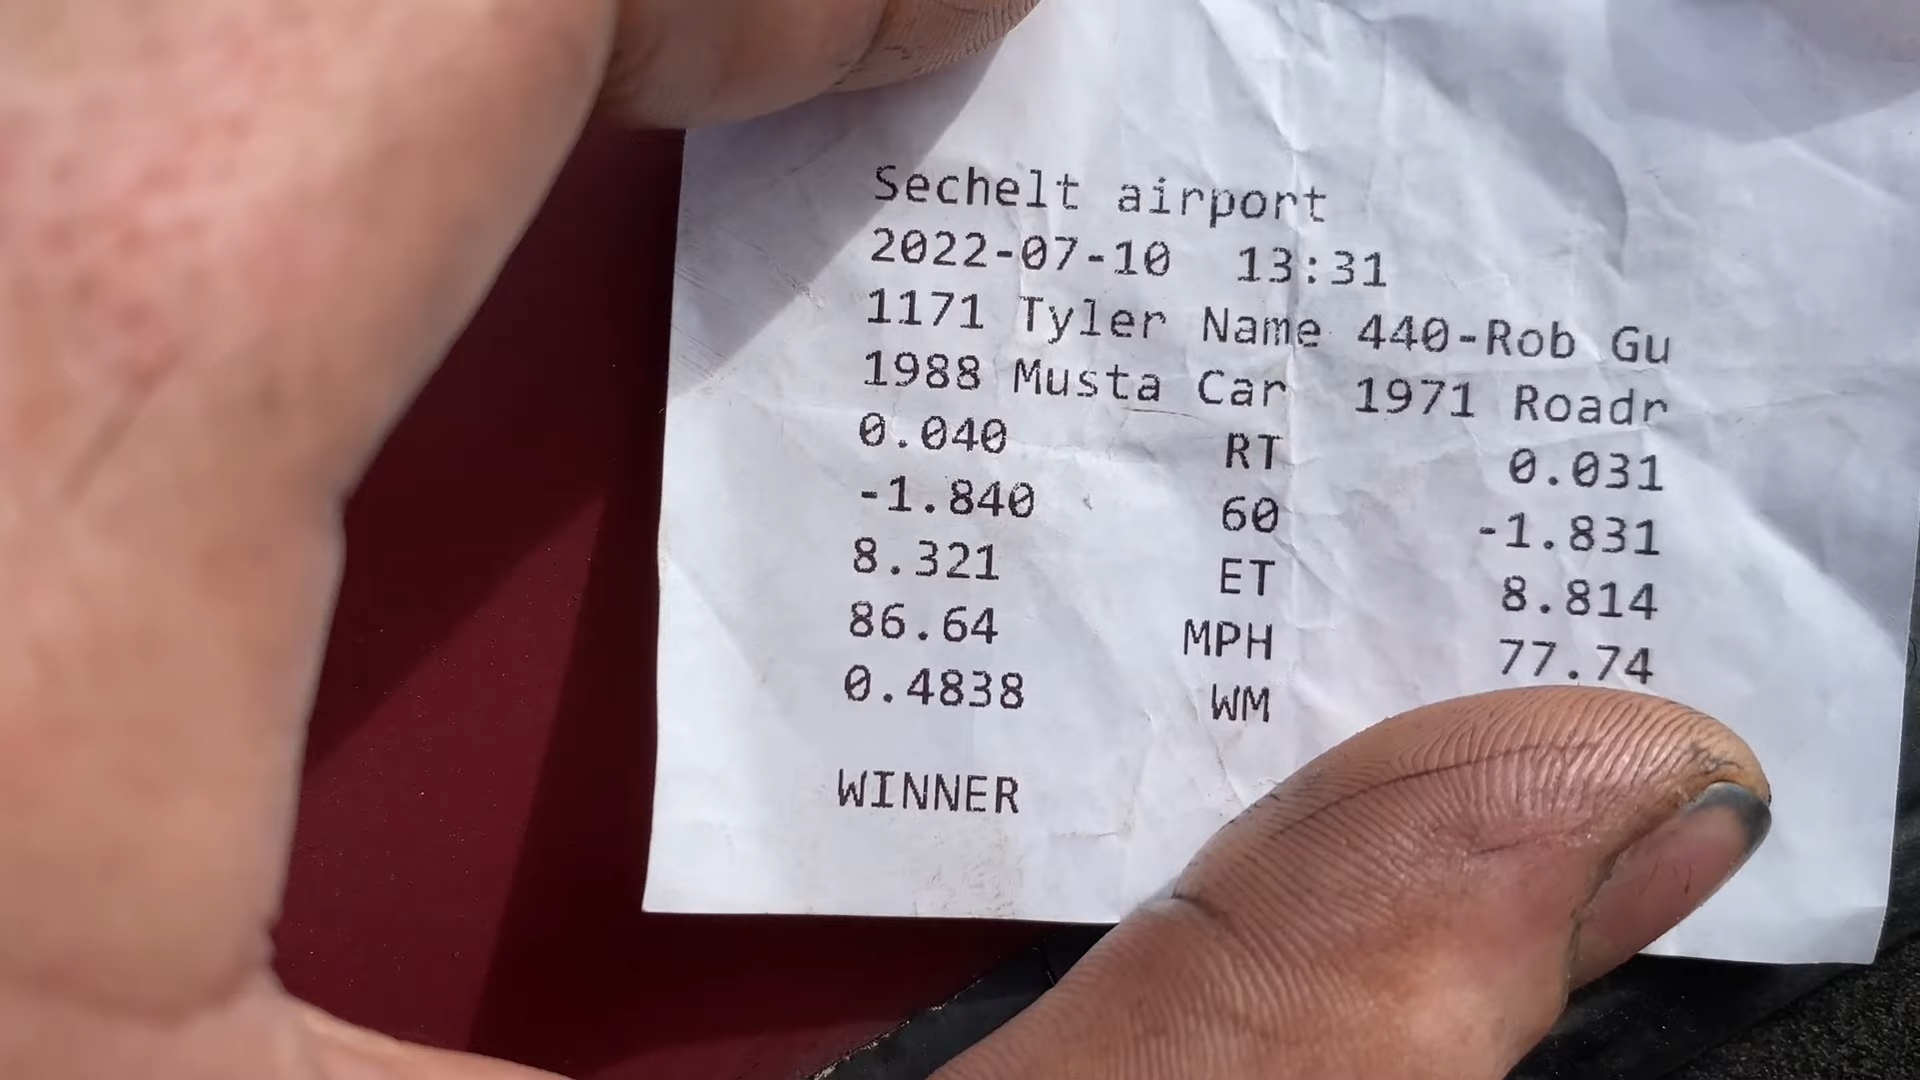 Sechelt airport
2022-07-10 13:31
1171 Tyler Name 440-Rob Gu
1988 Musta Car 1971 Roadr
0.040 RT 0.031
-1.840 60 -1.831
8.321 ET 8.814
86.64 MPH 77.74
0.4838 WM
WINNER